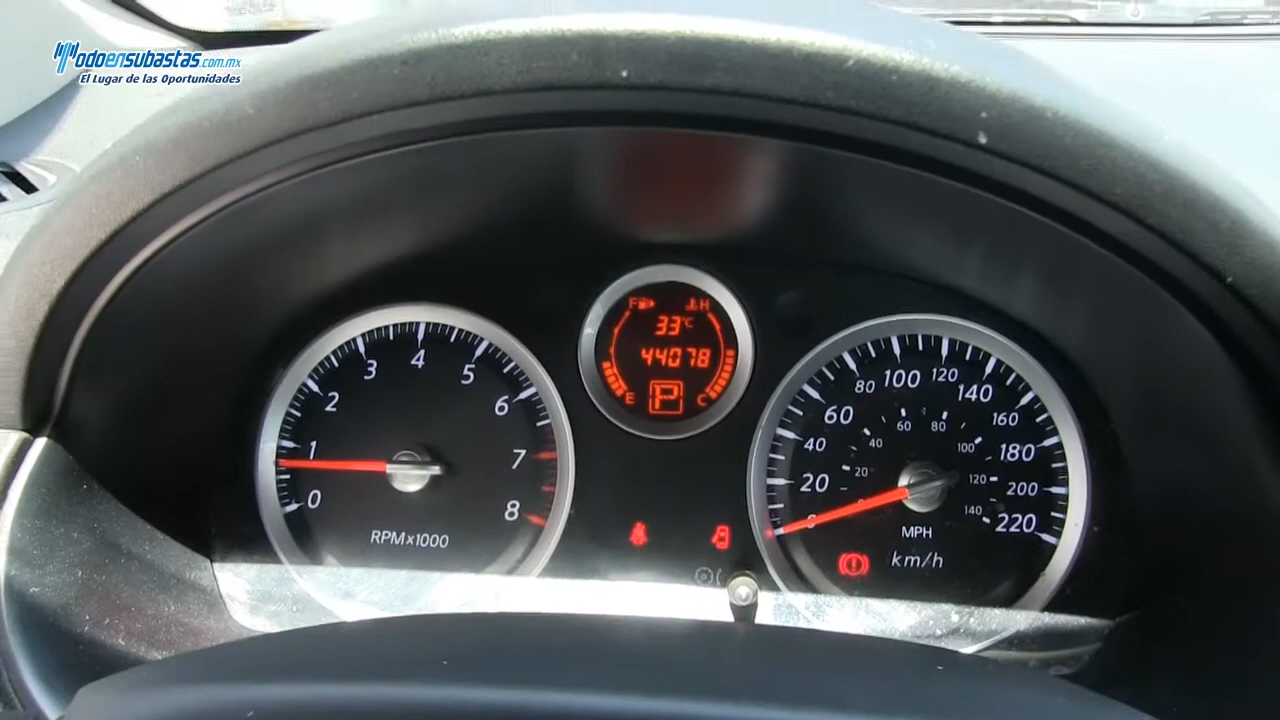 todoensubastas.com.mx
El Lugar de las Oportunidades
F H
33°C
44078
E P C
0 1 2 3 4 5 6 7 8
RPMx1000
0 20 40 60 80 100 120 140 160 180 200 220
20 40 60 80 100 120 140
MPH
km/h